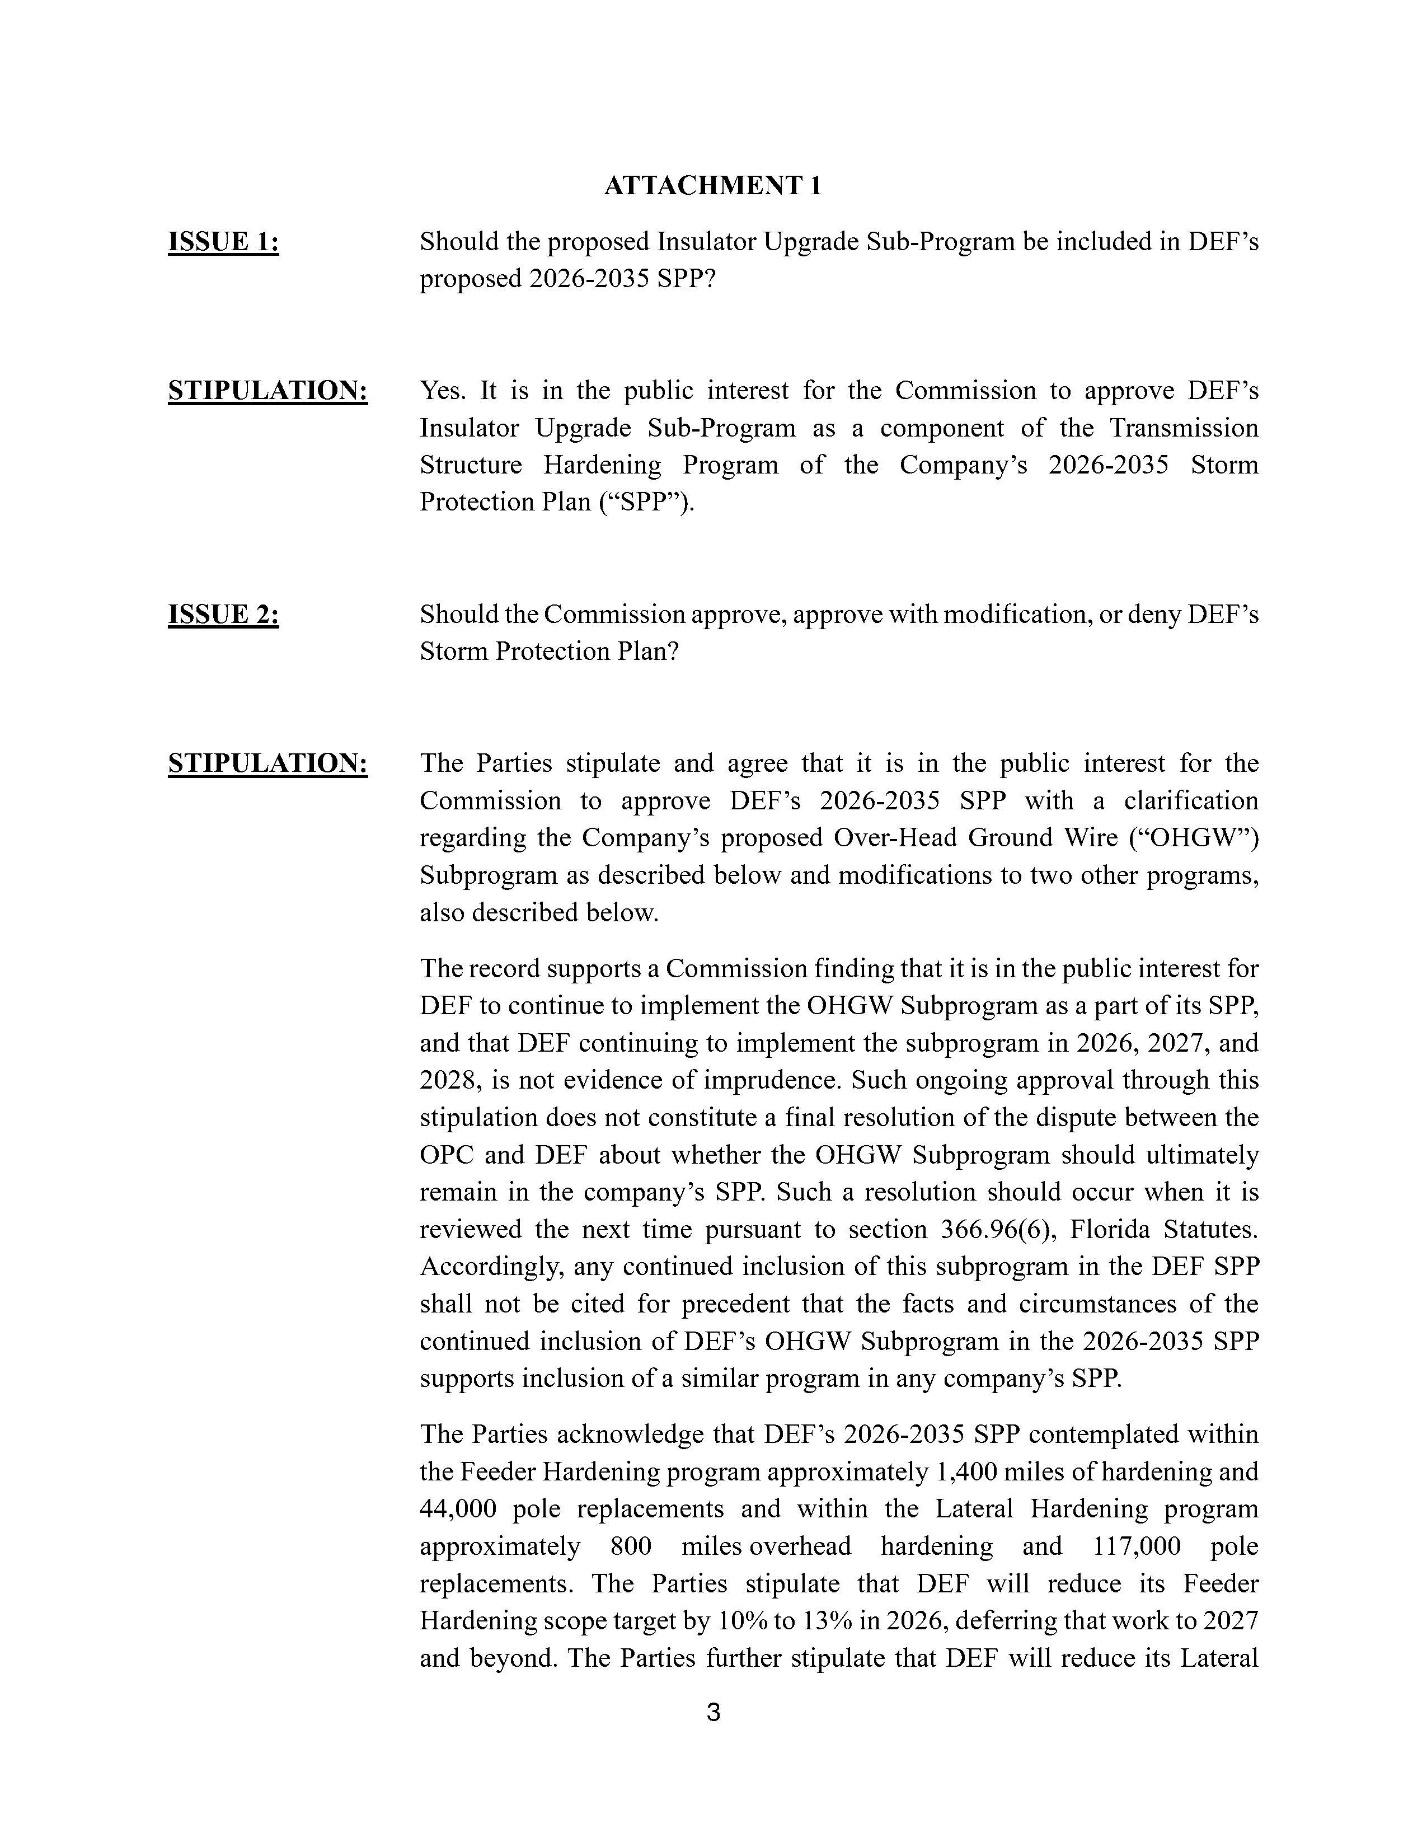 ATTACHMENT 1
ISSUE 1: Should the proposed Insulator Upgrade Sub-Program be included in DEF’s
proposed 2026-2035 SPP?
STIPULATION: Yes. It is in the public interest for the Commission to approve DEF’s
Insulator Upgrade Sub-Program as a component of the Transmission
Structure Hardening Program of the Company’s 2026-2035 Storm
Protection Plan (“SPP”).
ISSUE 2: Should the Commission approve, approve with modification, or deny DEF’s
Storm Protection Plan?
STIPULATION: The Parties stipulate and agree that it is in the public interest for the
Commission to approve DEF’s 2026-2035 SPP with a clarification
regarding the Company’s proposed Over-Head Ground Wire (“OHGW”)
Subprogram as described below and modifications to two other programs,
also described below.
The record supports a Commission finding that it is in the public interest for
DEF to continue to implement the OHGW Subprogram as a part of its SPP,
and that DEF continuing to implement the subprogram in 2026, 2027, and
2028, is not evidence of imprudence. Such ongoing approval through this
stipulation does not constitute a final resolution of the dispute between the
OPC and DEF about whether the OHGW Subprogram should ultimately
remain in the company’s SPP. Such a resolution should occur when it is
reviewed the next time pursuant to section 366.96(6), Florida Statutes.
Accordingly, any continued inclusion of this subprogram in the DEF SPP
shall not be cited for precedent that the facts and circumstances of the
continued inclusion of DEF’s OHGW Subprogram in the 2026-2035 SPP
supports inclusion of a similar program in any company’s SPP.
The Parties acknowledge that DEF’s 2026-2035 SPP contemplated within
the Feeder Hardening program approximately 1,400 miles of hardening and
44,000 pole replacements and within the Lateral Hardening program
approximately 800 miles overhead hardening and 117,000 pole
replacements. The Parties stipulate that DEF will reduce its Feeder
Hardening scope target by 10% to 13% in 2026, deferring that work to 2027
and beyond. The Parties further stipulate that DEF will reduce its Lateral
3